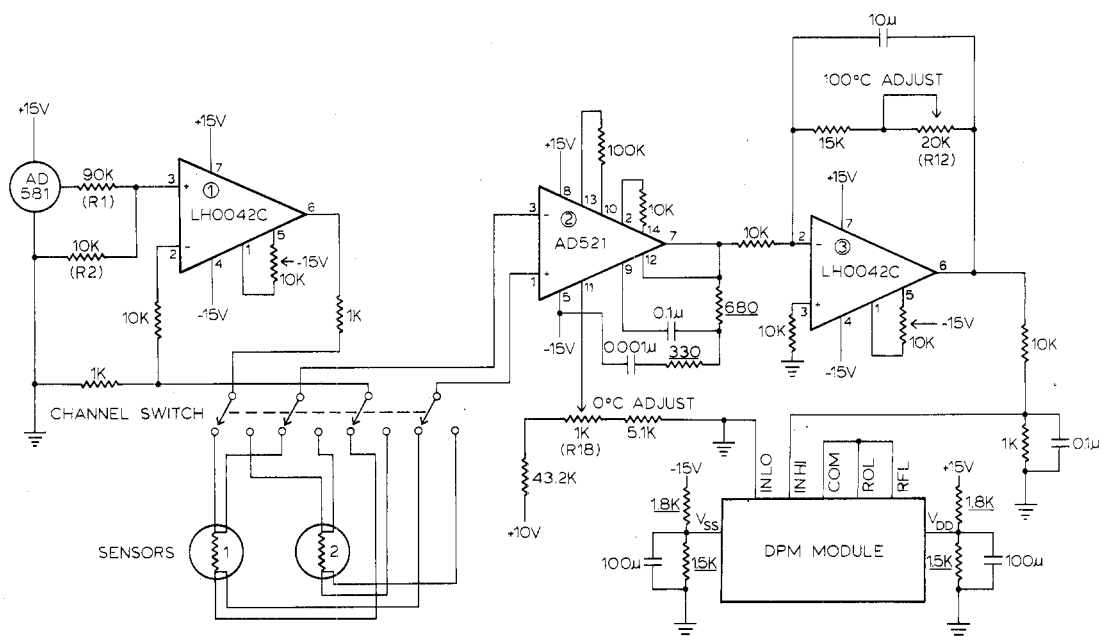 10µ
100°C ADJUST
15K
20K
(R12)
+15V
AD
581
90K
(R1)
10K
(R2)
+15V
7
3
+
1
LH0042C
6
2
-
4
1
5
-15V
10K
-15V
10K
1K
1K
+15V
8
13
100K
10
2
10K
14
3
-
2
AD521
7
12
1
+
5
11
9
-15V
0.1µ
680
0.001µ
330
10K
+15V
7
2
-
3
LH0042C
6
3
+
4
1
5
-15V
10K
10K
-15V
10K
CHANNEL SWITCH
0°C ADJUST
1K
(R18)
5.1K
43.2K
+10V
1K
0.1µ
INLO
INHI
COM
ROL
RFL
-15V
1.8K
VSS
100µ
1.5K
DPM MODULE
+15V
1.8K
VDD
1.5K
100µ
SENSORS
1
2